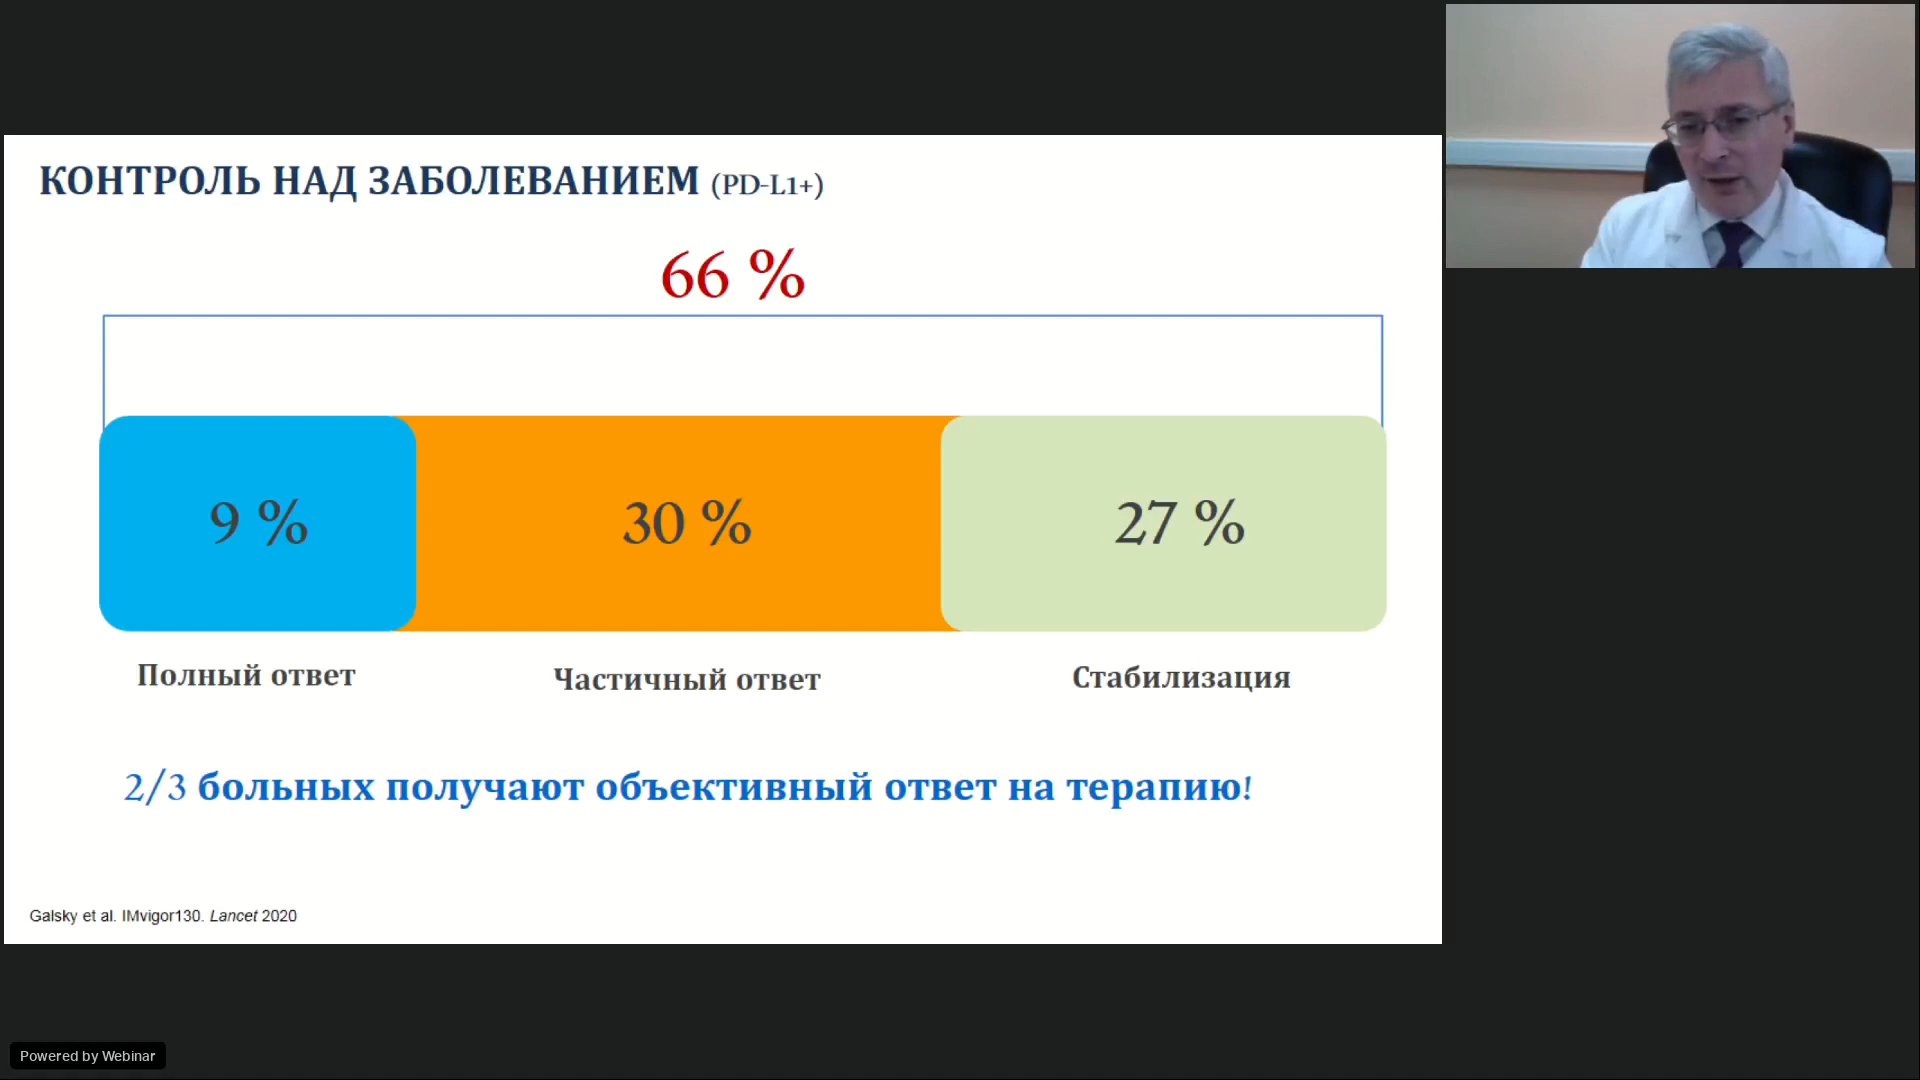 КОНТРОЛЬ НАД ЗАБОЛЕВАНИЕМ (PD-L1+)
66 %
9 %
30 %
27 %
Полный ответ
Частичный ответ
Стабилизация
2/3 больных получают объективный ответ на терапию!
Galsky et al. IMvigor130. Lancet 2020
Powered by Webinar